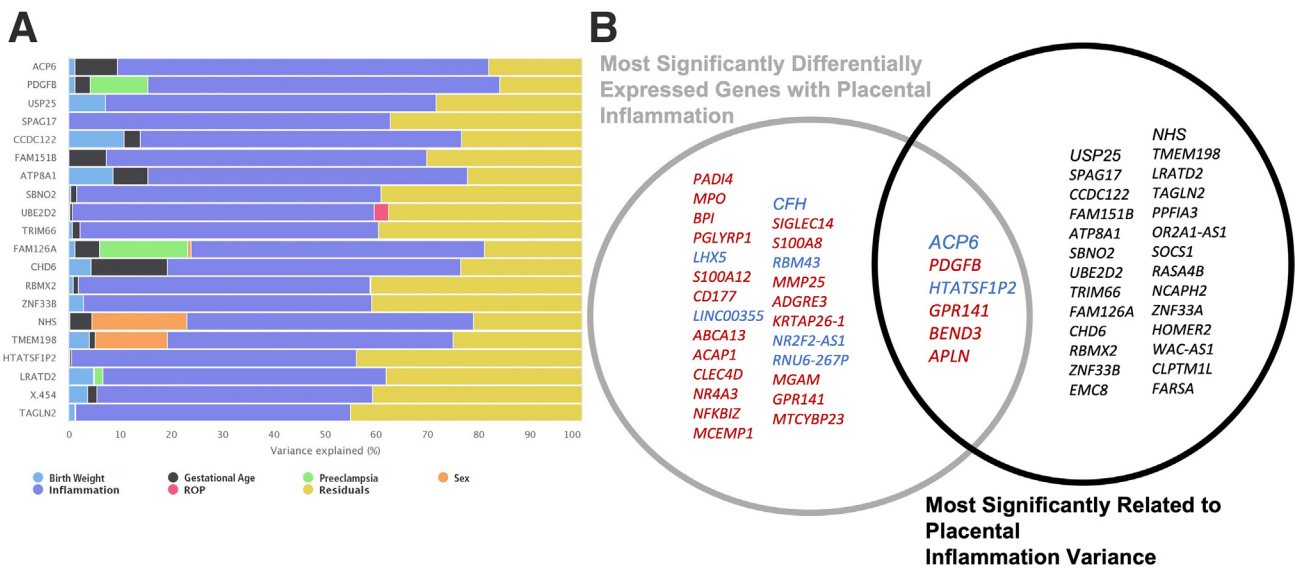 A
ACP6
PDGFB
USP25
SPAG17
CCDC122
FAM151B
ATP8A1
SBNO2
UBE2D2
TRIM66
FAM126A
CHD6
RBMX2
ZNF33B
NHS
TMEM198
HTATSF1P2
LRATD2
X.454
TAGLN2
0 10 20 30 40 50 60 70 80 90 100
Variance explained (%)
Birth Weight
Gestational Age
Preeclampsia
Sex
Inflammation
ROP
Residuals
B
Most Significantly Differentially
Expressed Genes with Placental
Inflammation
PADI4
MPO
BPI
PGLYRP1
LHX5
S100A12
CD177
LINC00355
ABCA13
ACAP1
CLEC4D
NR4A3
NFKBIZ
MCEMP1
CFH
SIGLEC14
S100A8
RBM43
MMP25
ADGRE3
KRTAP26-1
NR2F2-AS1
RNU6-267P
MGAM
GPR141
MTCYBP23
ACP6
PDGFB
HTATSF1P2
GPR141
BEND3
APLN
USP25
SPAG17
CCDC122
FAM151B
ATP8A1
SBNO2
UBE2D2
TRIM66
FAM126A
CHD6
RBMX2
ZNF33B
EMC8
NHS
TMEM198
LRATD2
TAGLN2
PPFIA3
OR2A1-AS1
SOCS1
RASA4B
NCAPH2
ZNF33A
HOMER2
WAC-AS1
CLPTM1L
FARSA
Most Significantly Related to
Placental
Inflammation Variance